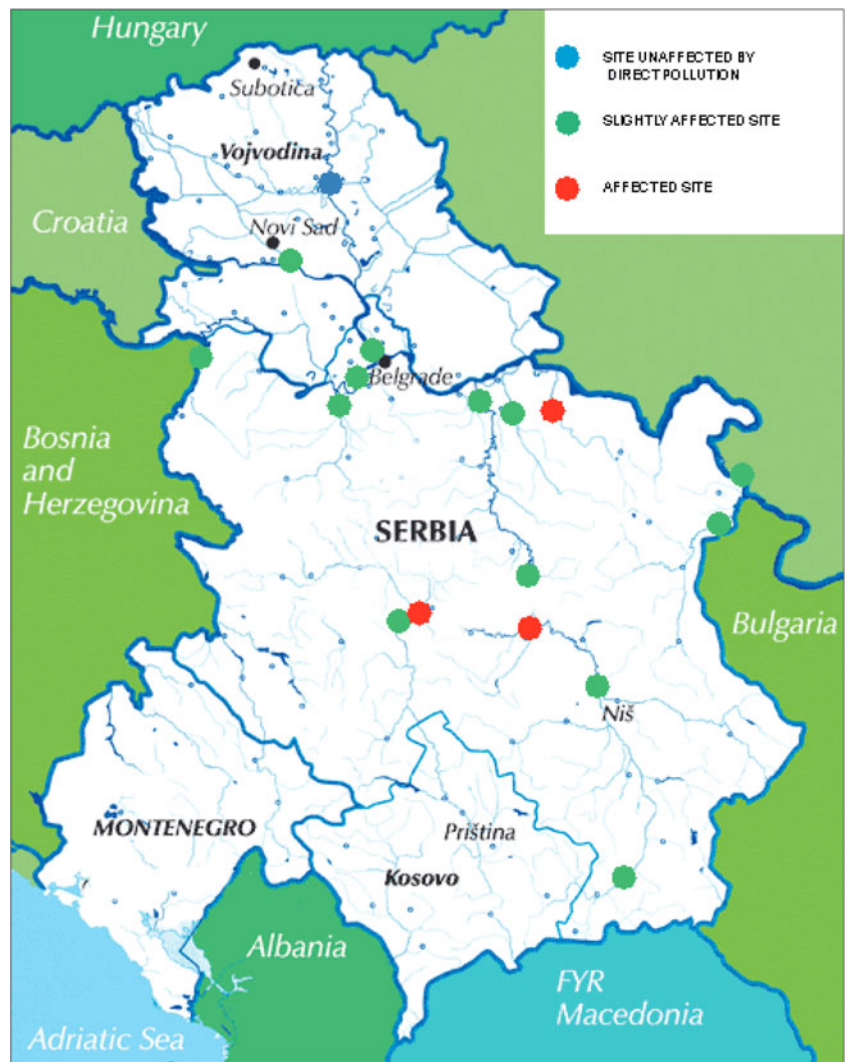 Hungary
Subotica
Vojvodina
Croatia
Novi Sad
SITE UNAFFECTED BY
DIRECT POLLUTION
SLIGHTLY AFFECTED SITE
AFFECTED SITE
Belgrade
Bosnia
and
Herzegovina
SERBIA
Bulgaria
Niš
MONTENEGRO
Priština
Kosovo
Albania
FYR
Macedonia
Adriatic Sea